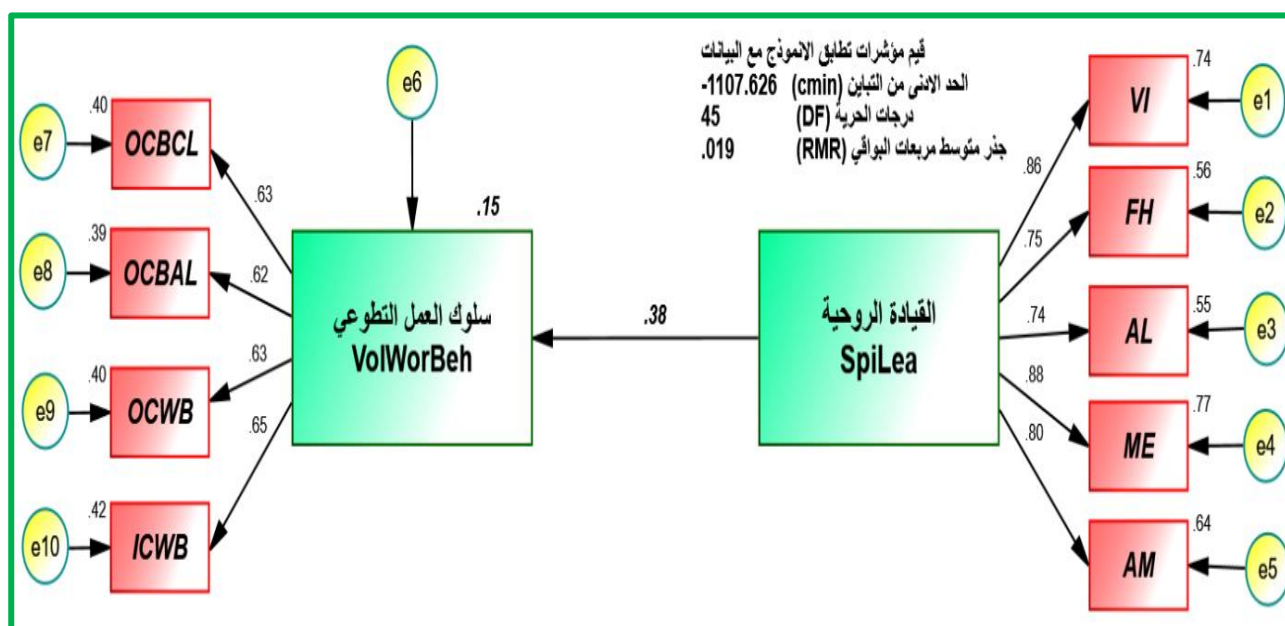 قيم مؤشرات تطابق الانموذج مع البيانات
الحد الادنى من التباين (cmin) -1107.626
درجات الحرية (DF) 45
جذر متوسط مربعات البواقي (RMR) .019
e6
.15
e7
.40
OCBCL
.63
e8
.39
OCBAL
.62
e9
.40
OCWB
.63
e10
.42
ICWB
.65
سلوك العمل التطوعي
VolWorBeh
.38
القيادة الروحية
SpiLea
.86
VI
.74
e1
.75
FH
.56
e2
.74
AL
.55
e3
.88
ME
.77
e4
.80
AM
.64
e5